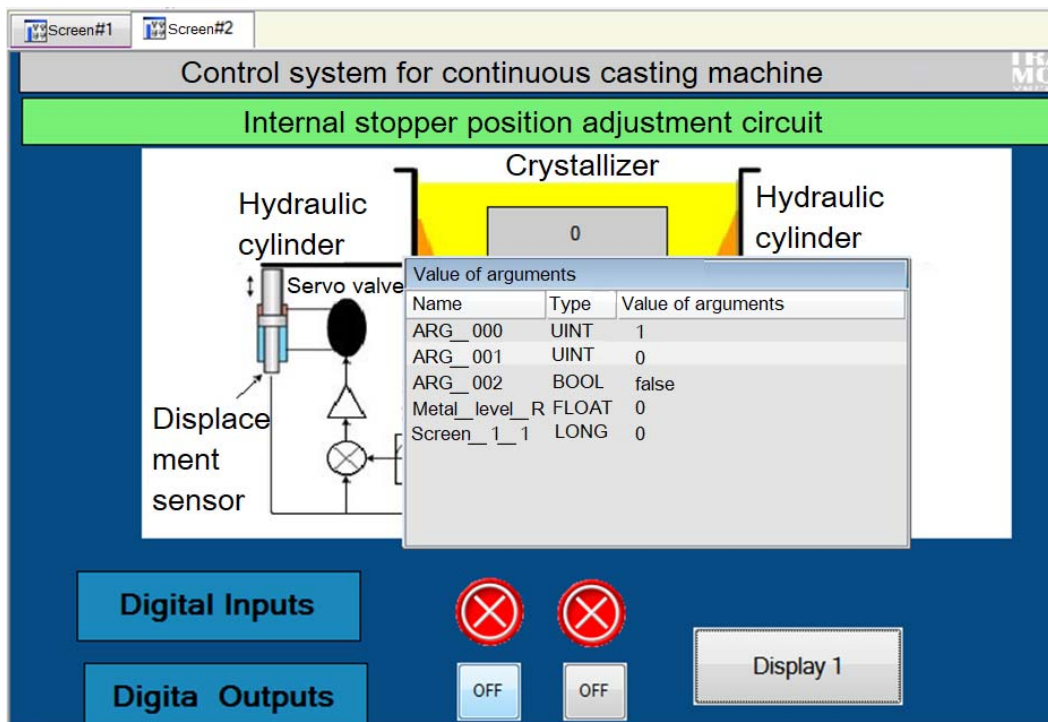 Screen#1
Screen#2
Control system for continuous casting machine
Internal stopper position adjustment circuit
Crystallizer
Hydraulic
cylinder
Hydraulic
cylinder
0
Servo valve
Displace
ment
sensor
Value of arguments
Name Type Value of arguments
ARG__000 UINT 1
ARG__001 UINT 0
ARG__002 BOOL false
Metal__level__R FLOAT 0
Screen__1__1 LONG 0
Digital Inputs
Digita Outputs
OFF
OFF
Display 1